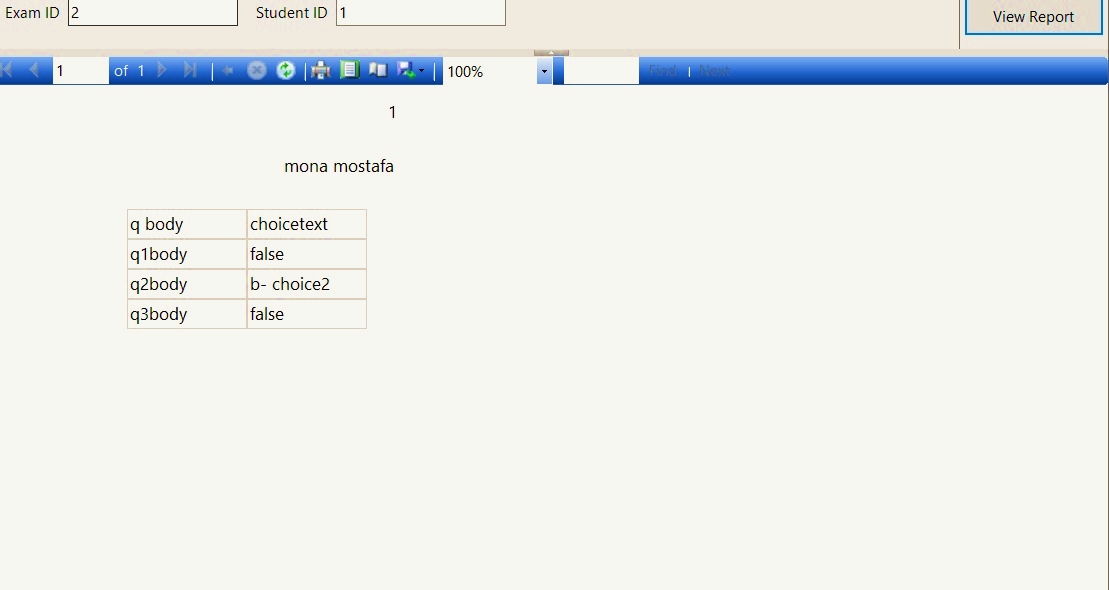 Exam ID 2 Student ID 1 View Report
1 of 1 100% Find | Next
1
mona mostafa
q body choicetext
q1body false
q2body b- choice2
q3body false